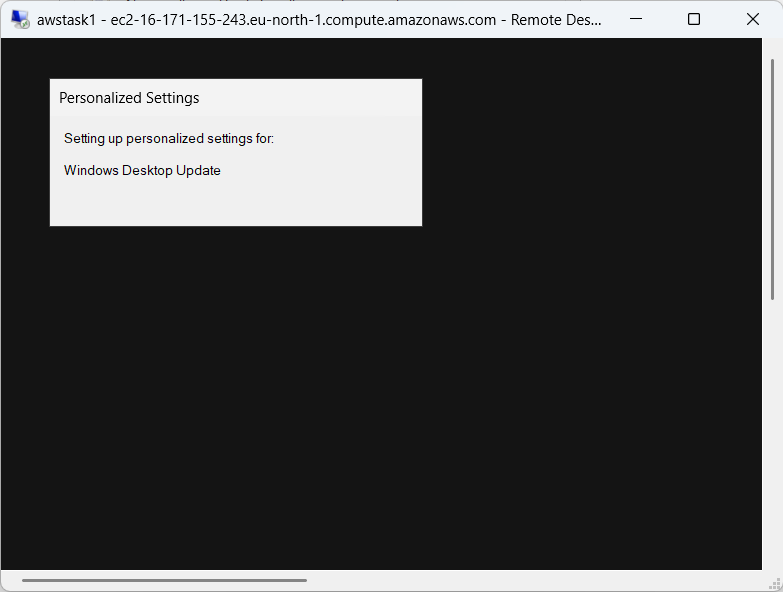 awstask1 - ec2-16-171-155-243.eu-north-1.compute.amazonaws.com - Remote Des...
Personalized Settings
Setting up personalized settings for:
Windows Desktop Update